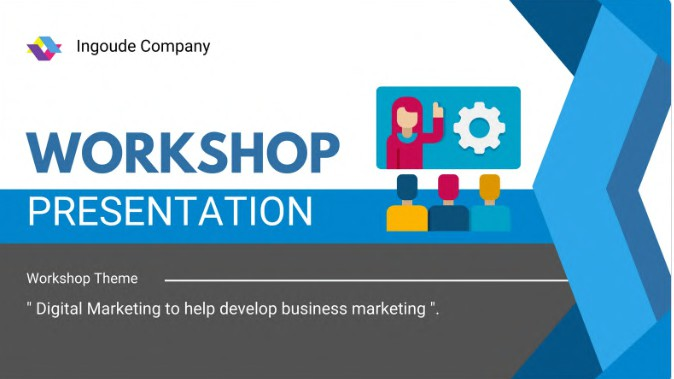 Ingoude Company
WORKSHOP
PRESENTATION
Workshop Theme
" Digital Marketing to help develop business marketing ".